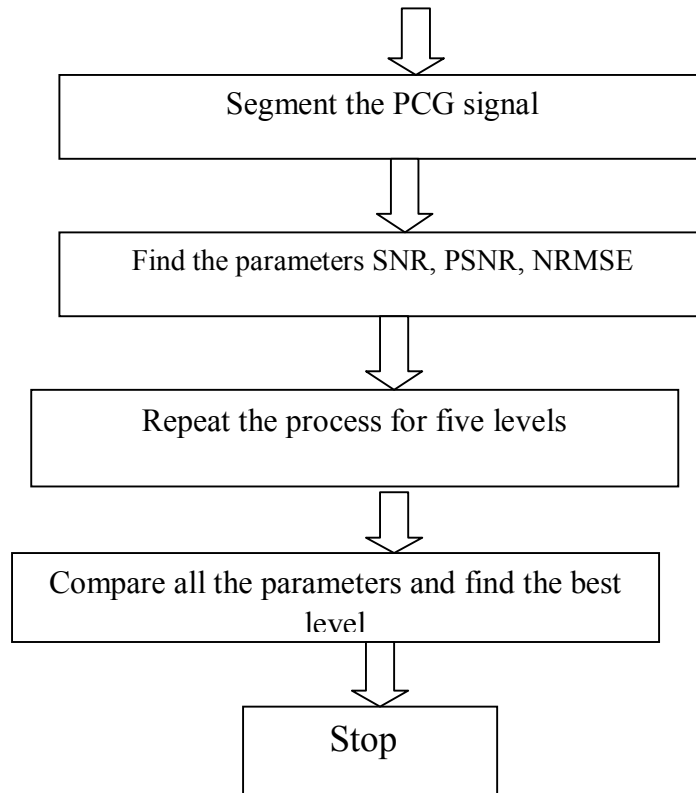 Segment the PCG signal
Find the parameters SNR, PSNR, NRMSE
Repeat the process for five levels
Compare all the parameters and find the best
level
Stop